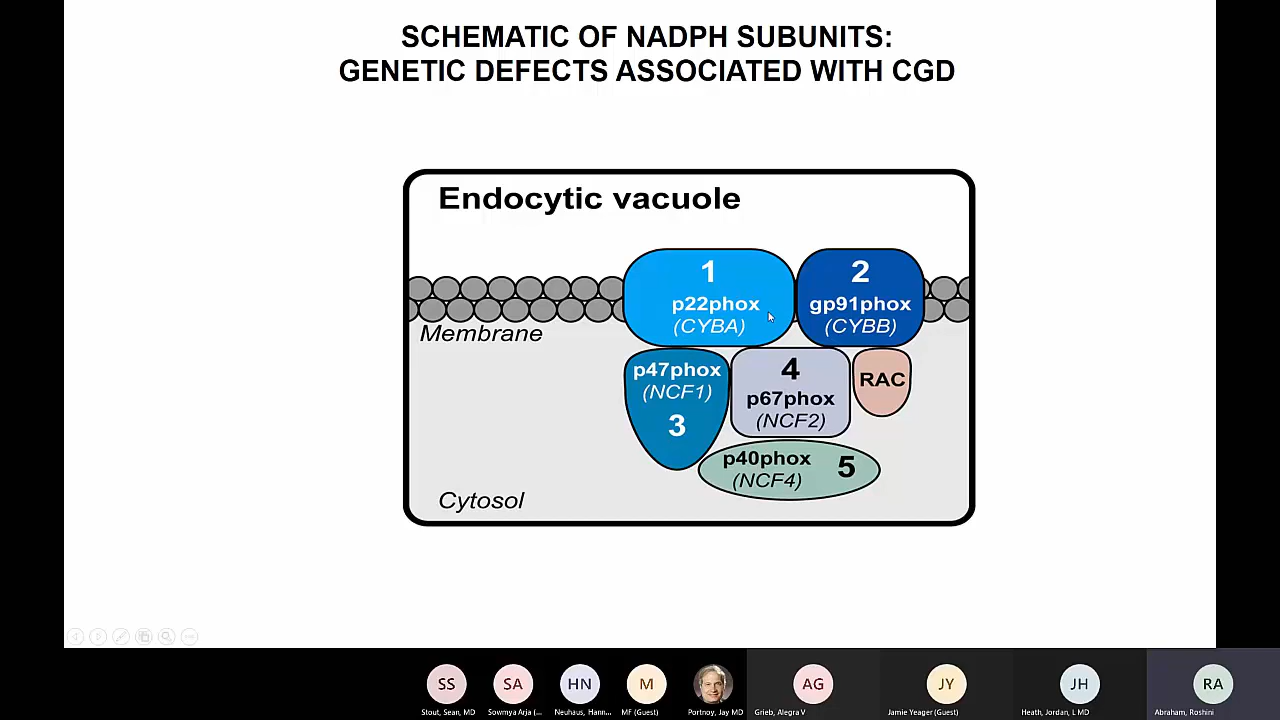 SCHEMATIC OF NADPH SUBUNITS:
GENETIC DEFECTS ASSOCIATED WITH CGD
Endocytic vacuole
1
p22phox
(CYBA)
2
gp91phox
(CYBB)
Membrane
p47phox
(NCF1)
3
4
p67phox
(NCF2)
RAC
p40phox
(NCF4)
5
Cytosol
SS
SA
HN
M
AG
JY
JH
RA
Stout, Sean, MD
Sowmya Arja (...
Neuhaus, Hann...
MF (Guest)
Portnoy, Jay MD
Grieb, Alegra V
Jamie Yeager (Guest)
Heath, Jordan, L MD
Abraham, Roshini